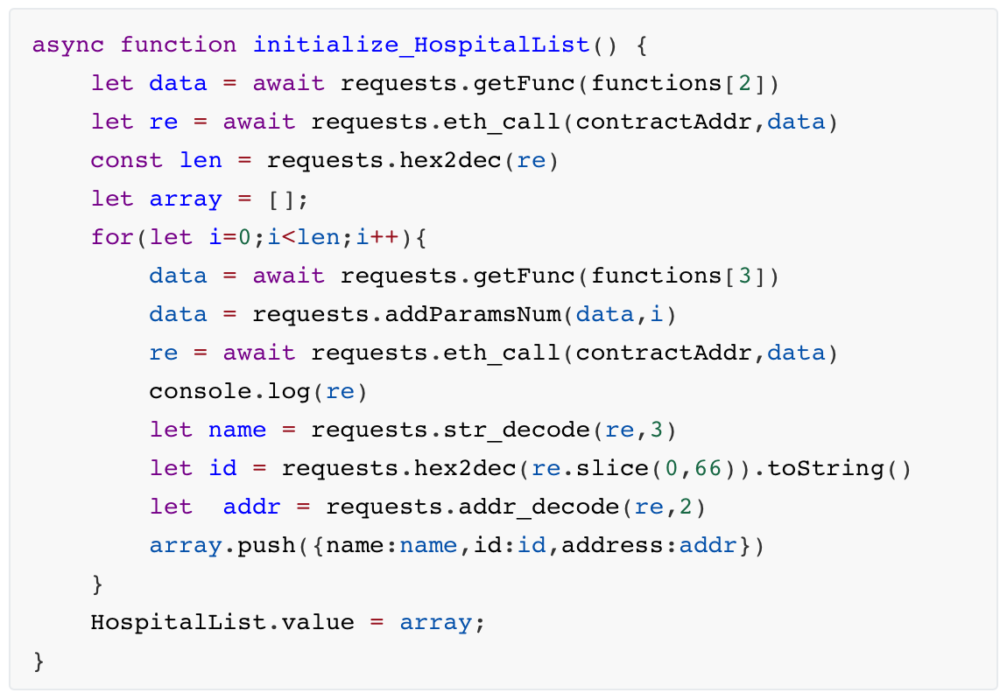 async function initialize_HospitalList() {
    let data = await requests.getFunc(functions[2])
    let re = await requests.eth_call(contractAddr,data)
    const len = requests.hex2dec(re)
    let array = [];
    for(let i=0;i<len;i++){
        data = await requests.getFunc(functions[3])
        data = requests.addParamsNum(data,i)
        re = await requests.eth_call(contractAddr,data)
        console.log(re)
        let name = requests.str_decode(re,3)
        let id = requests.hex2dec(re.slice(0,66)).toString()
        let  addr = requests.addr_decode(re,2)
        array.push({name:name,id:id,address:addr})
    }
    HospitalList.value = array;
}